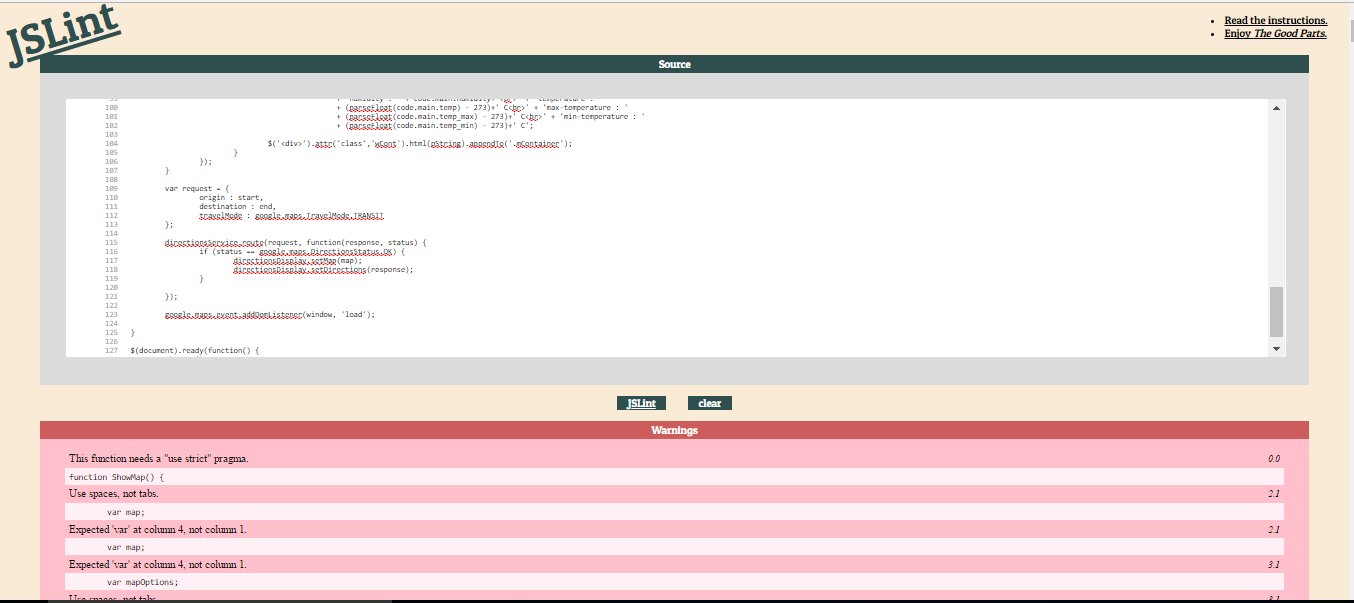 JSLint
Read the instructions.
Enjoy The Good Parts.
Source
100 + (parseFloat(code.main.temp) - 273)+' C<br>' + 'max-temperature : '
101 + (parseFloat(code.main.temp_max) - 273)+' C<br>' + 'min-temperature : '
102 + (parseFloat(code.main.temp_min) - 273)+' C';
103
104 $('<div>').attr('class','wCont').html(pString).appendTo('.mContainer');
105 }
106 });
107 }
108
109 var request = {
110 origin : start,
111 destination : end,
112 travelMode : google.maps.TravelMode.TRANSIT
113 };
114
115 directionsService.route(request, function(response, status) {
116 if (status == google.maps.DirectionsStatus.OK) {
117 directionsDisplay.setMap(map);
118 directionsDisplay.setDirections(response);
119 }
120
121 });
122
123 google.maps.event.addDomListener(window, 'load');
124
125 }
126
127 $(document).ready(function() {
JSLint clear
Warnings
This function needs a "use strict" pragma. 0.0
function ShowMap() {
Use spaces, not tabs. 2.1
var map;
Expected 'var' at column 4, not column 1. 2.1
var map;
Expected 'var' at column 4, not column 1. 3.1
var mapOptions;
Use spaces, not tabs. 3.1